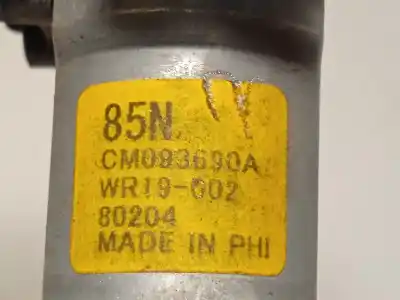 85N.
CM093690A
WR19-002
80204
MADE IN PHI